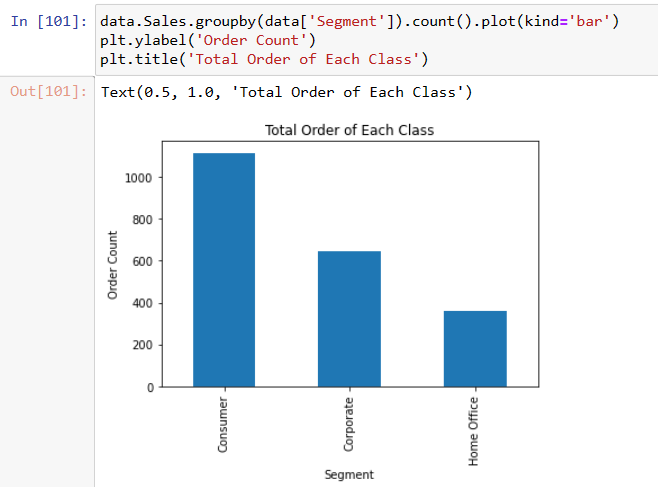 In [101]: data.Sales.groupby(data['Segment']).count().plot(kind='bar')
plt.ylabel('Order Count')
plt.title('Total Order of Each Class')
Out[101]: Text(0.5, 1.0, 'Total Order of Each Class')
Total Order of Each Class
Order Count
1000
800
600
400
200
0
Consumer
Corporate
Home Office
Segment